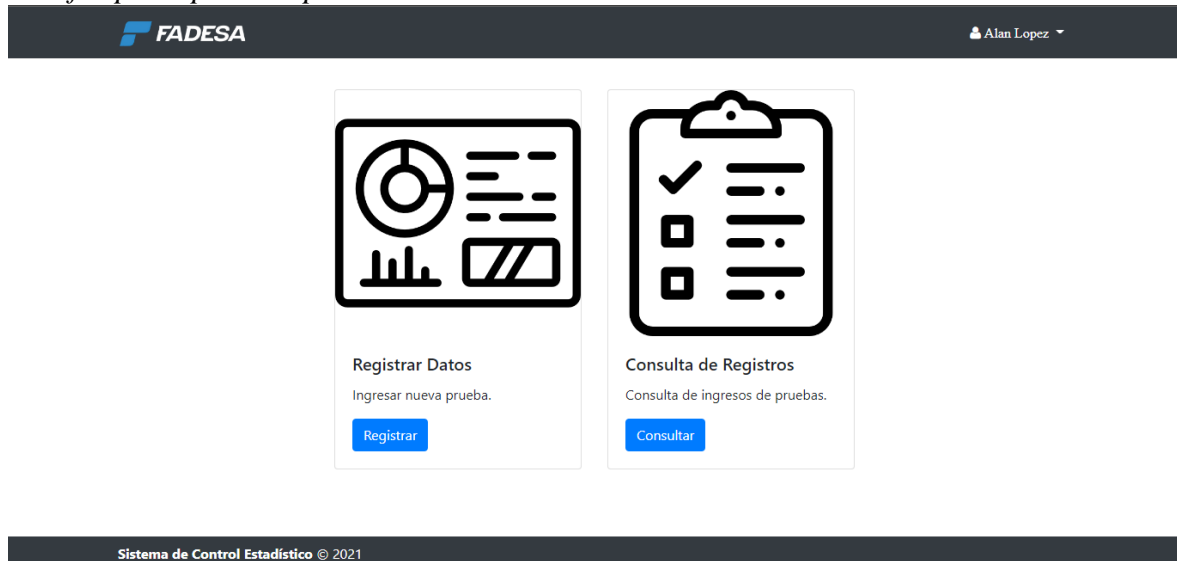 FADESA
Alan Lopez
Registrar Datos
Ingresar nueva prueba.
Registrar
Consulta de Registros
Consulta de ingresos de pruebas.
Consultar
Sistema de Control Estadístico © 2021